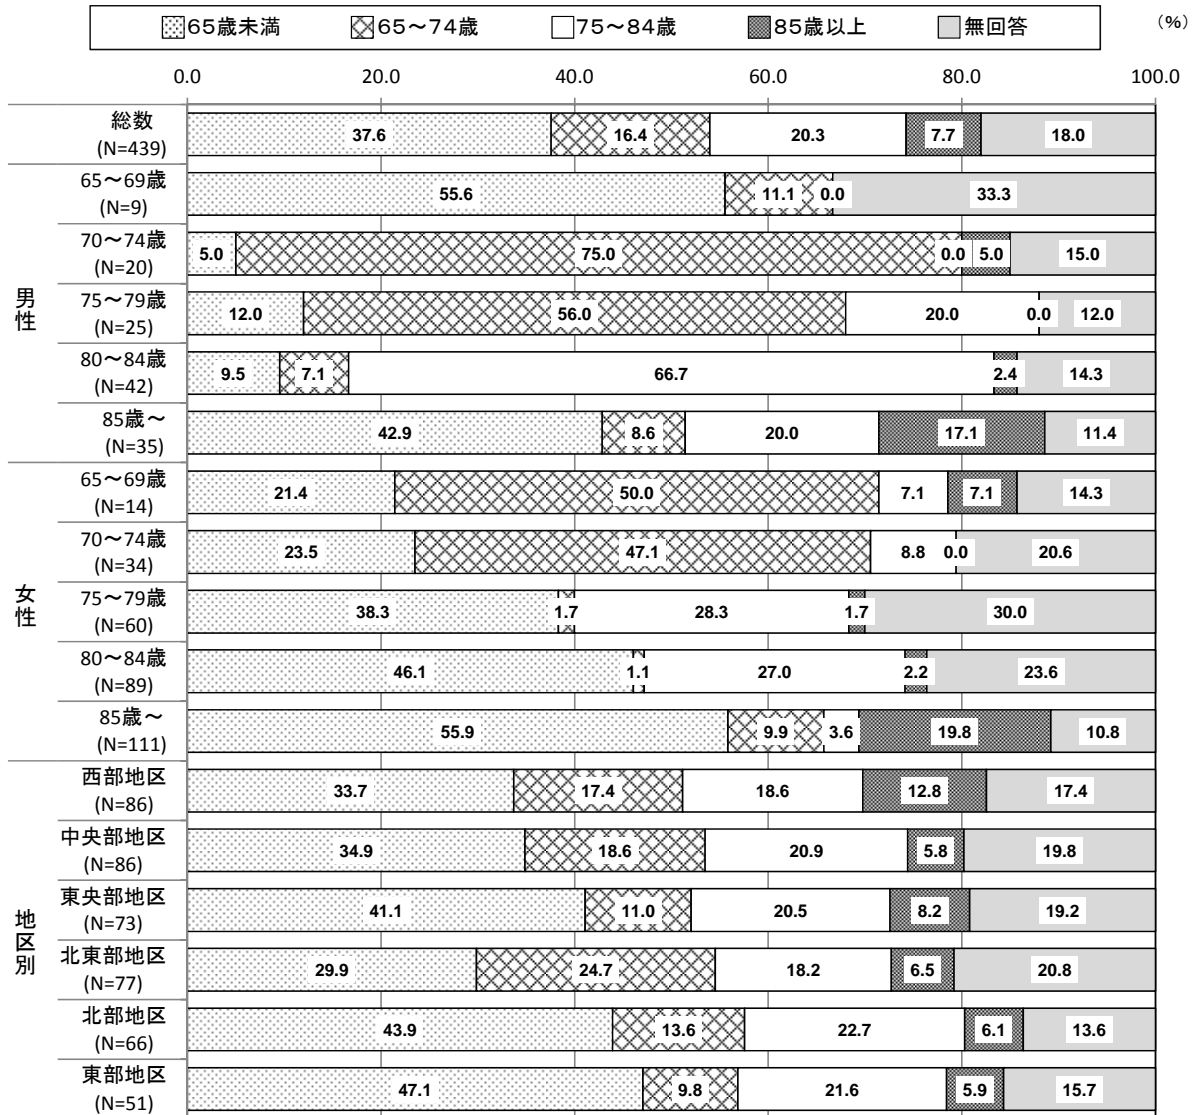 65歳未満 65～74歳 75～84歳 85歳以上 無回答 (%)
0.0 20.0 40.0 60.0 80.0 100.0
総数
(N=439)
37.6 16.4 20.3 7.7 18.0
男性
65～69歳
(N=9)
55.6 11.1 0.0 33.3
70～74歳
(N=20)
5.0 75.0 0.0 5.0 15.0
75～79歳
(N=25)
12.0 56.0 20.0 0.0 12.0
80～84歳
(N=42)
9.5 7.1 66.7 2.4 14.3
85歳～
(N=35)
42.9 8.6 20.0 17.1 11.4
女性
65～69歳
(N=14)
21.4 50.0 7.1 7.1 14.3
70～74歳
(N=34)
23.5 47.1 8.8 0.0 20.6
75～79歳
(N=60)
38.3 1.7 28.3 1.7 30.0
80～84歳
(N=89)
46.1 1.1 27.0 2.2 23.6
85歳～
(N=111)
55.9 9.9 3.6 19.8 10.8
地区別
西部地区
(N=86)
33.7 17.4 18.6 12.8 17.4
中央部地区
(N=86)
34.9 18.6 20.9 5.8 19.8
東央部地区
(N=73)
41.1 11.0 20.5 8.2 19.2
北東部地区
(N=77)
29.9 24.7 18.2 6.5 20.8
北部地区
(N=66)
43.9 13.6 22.7 6.1 13.6
東部地区
(N=51)
47.1 9.8 21.6 5.9 15.7